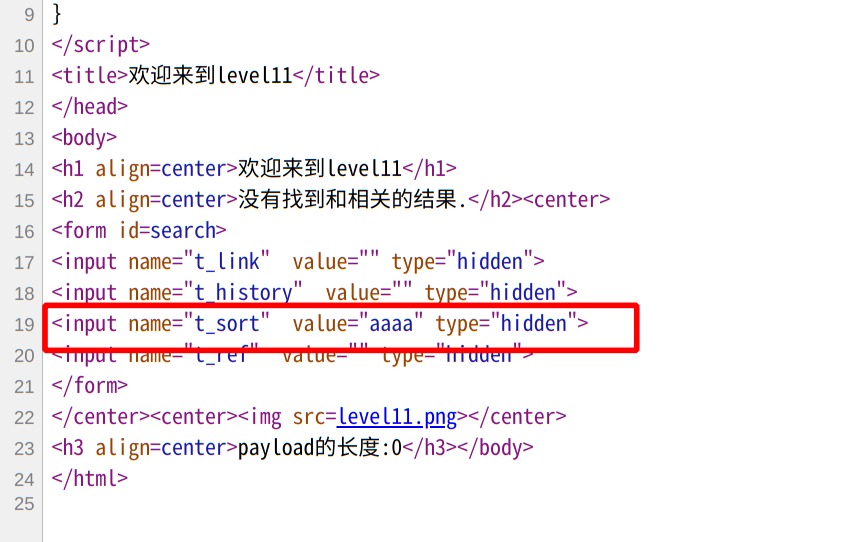 9 }
10 </script>
11 <title>欢迎来到level11</title>
12 </head>
13 <body>
14 <h1 align=center>欢迎来到level11</h1>
15 <h2 align=center>没有找到和相关的结果.</h2><center>
16 <form id=search>
17 <input name="t_link"  value="" type="hidden">
18 <input name="t_history"  value="" type="hidden">
19 <input name="t_sort"  value="aaaa" type="hidden">
20 <input name="t_ref"  value="" type="hidden">
21 </form>
22 </center><center><img src=level11.png></center>
23 <h3 align=center>payload的长度:0</h3></body>
24 </html>
25